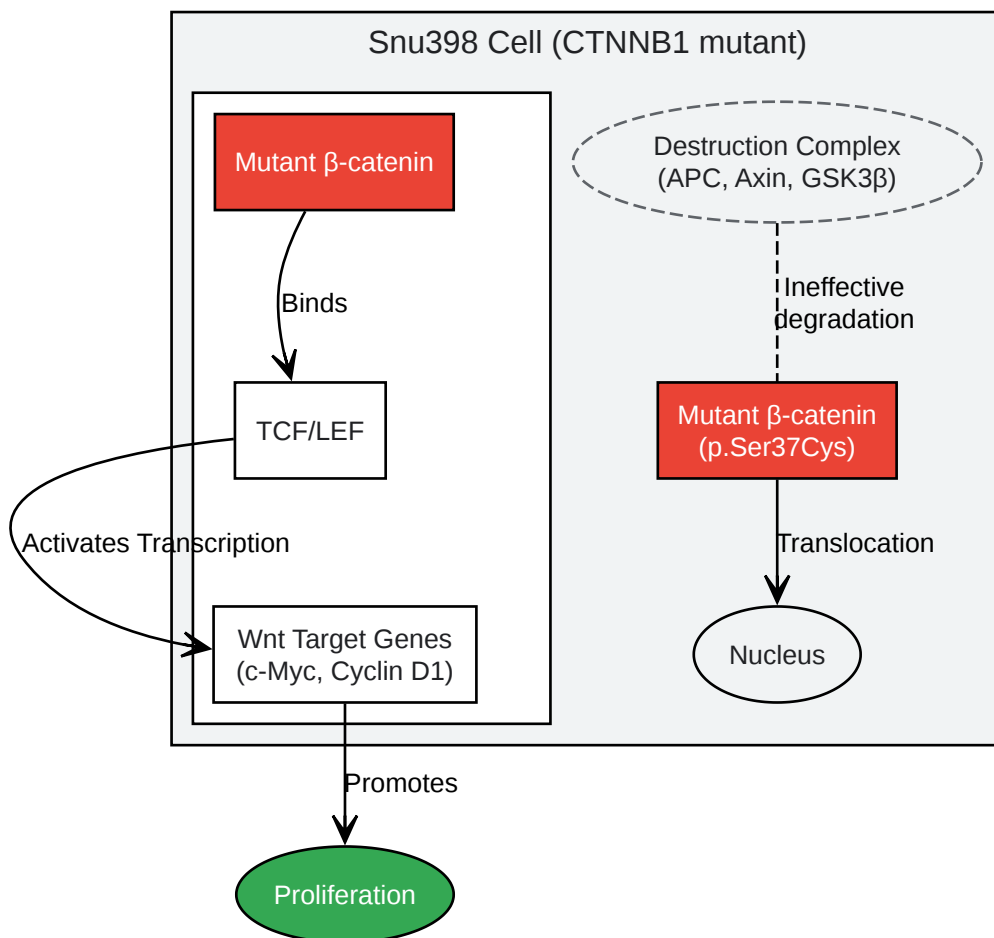 Snu398 Cell (CTNNB1 mutant)
Mutant β-catenin
Binds
TCF/LEF
Activates Transcription
Wnt Target Genes
(c-Myc, Cyclin D1)
Promotes
Proliferation
Destruction Complex
(APC, Axin, GSK3β)
Ineffective
degradation
Mutant β-catenin
(p.Ser37Cys)
Translocation
Nucleus